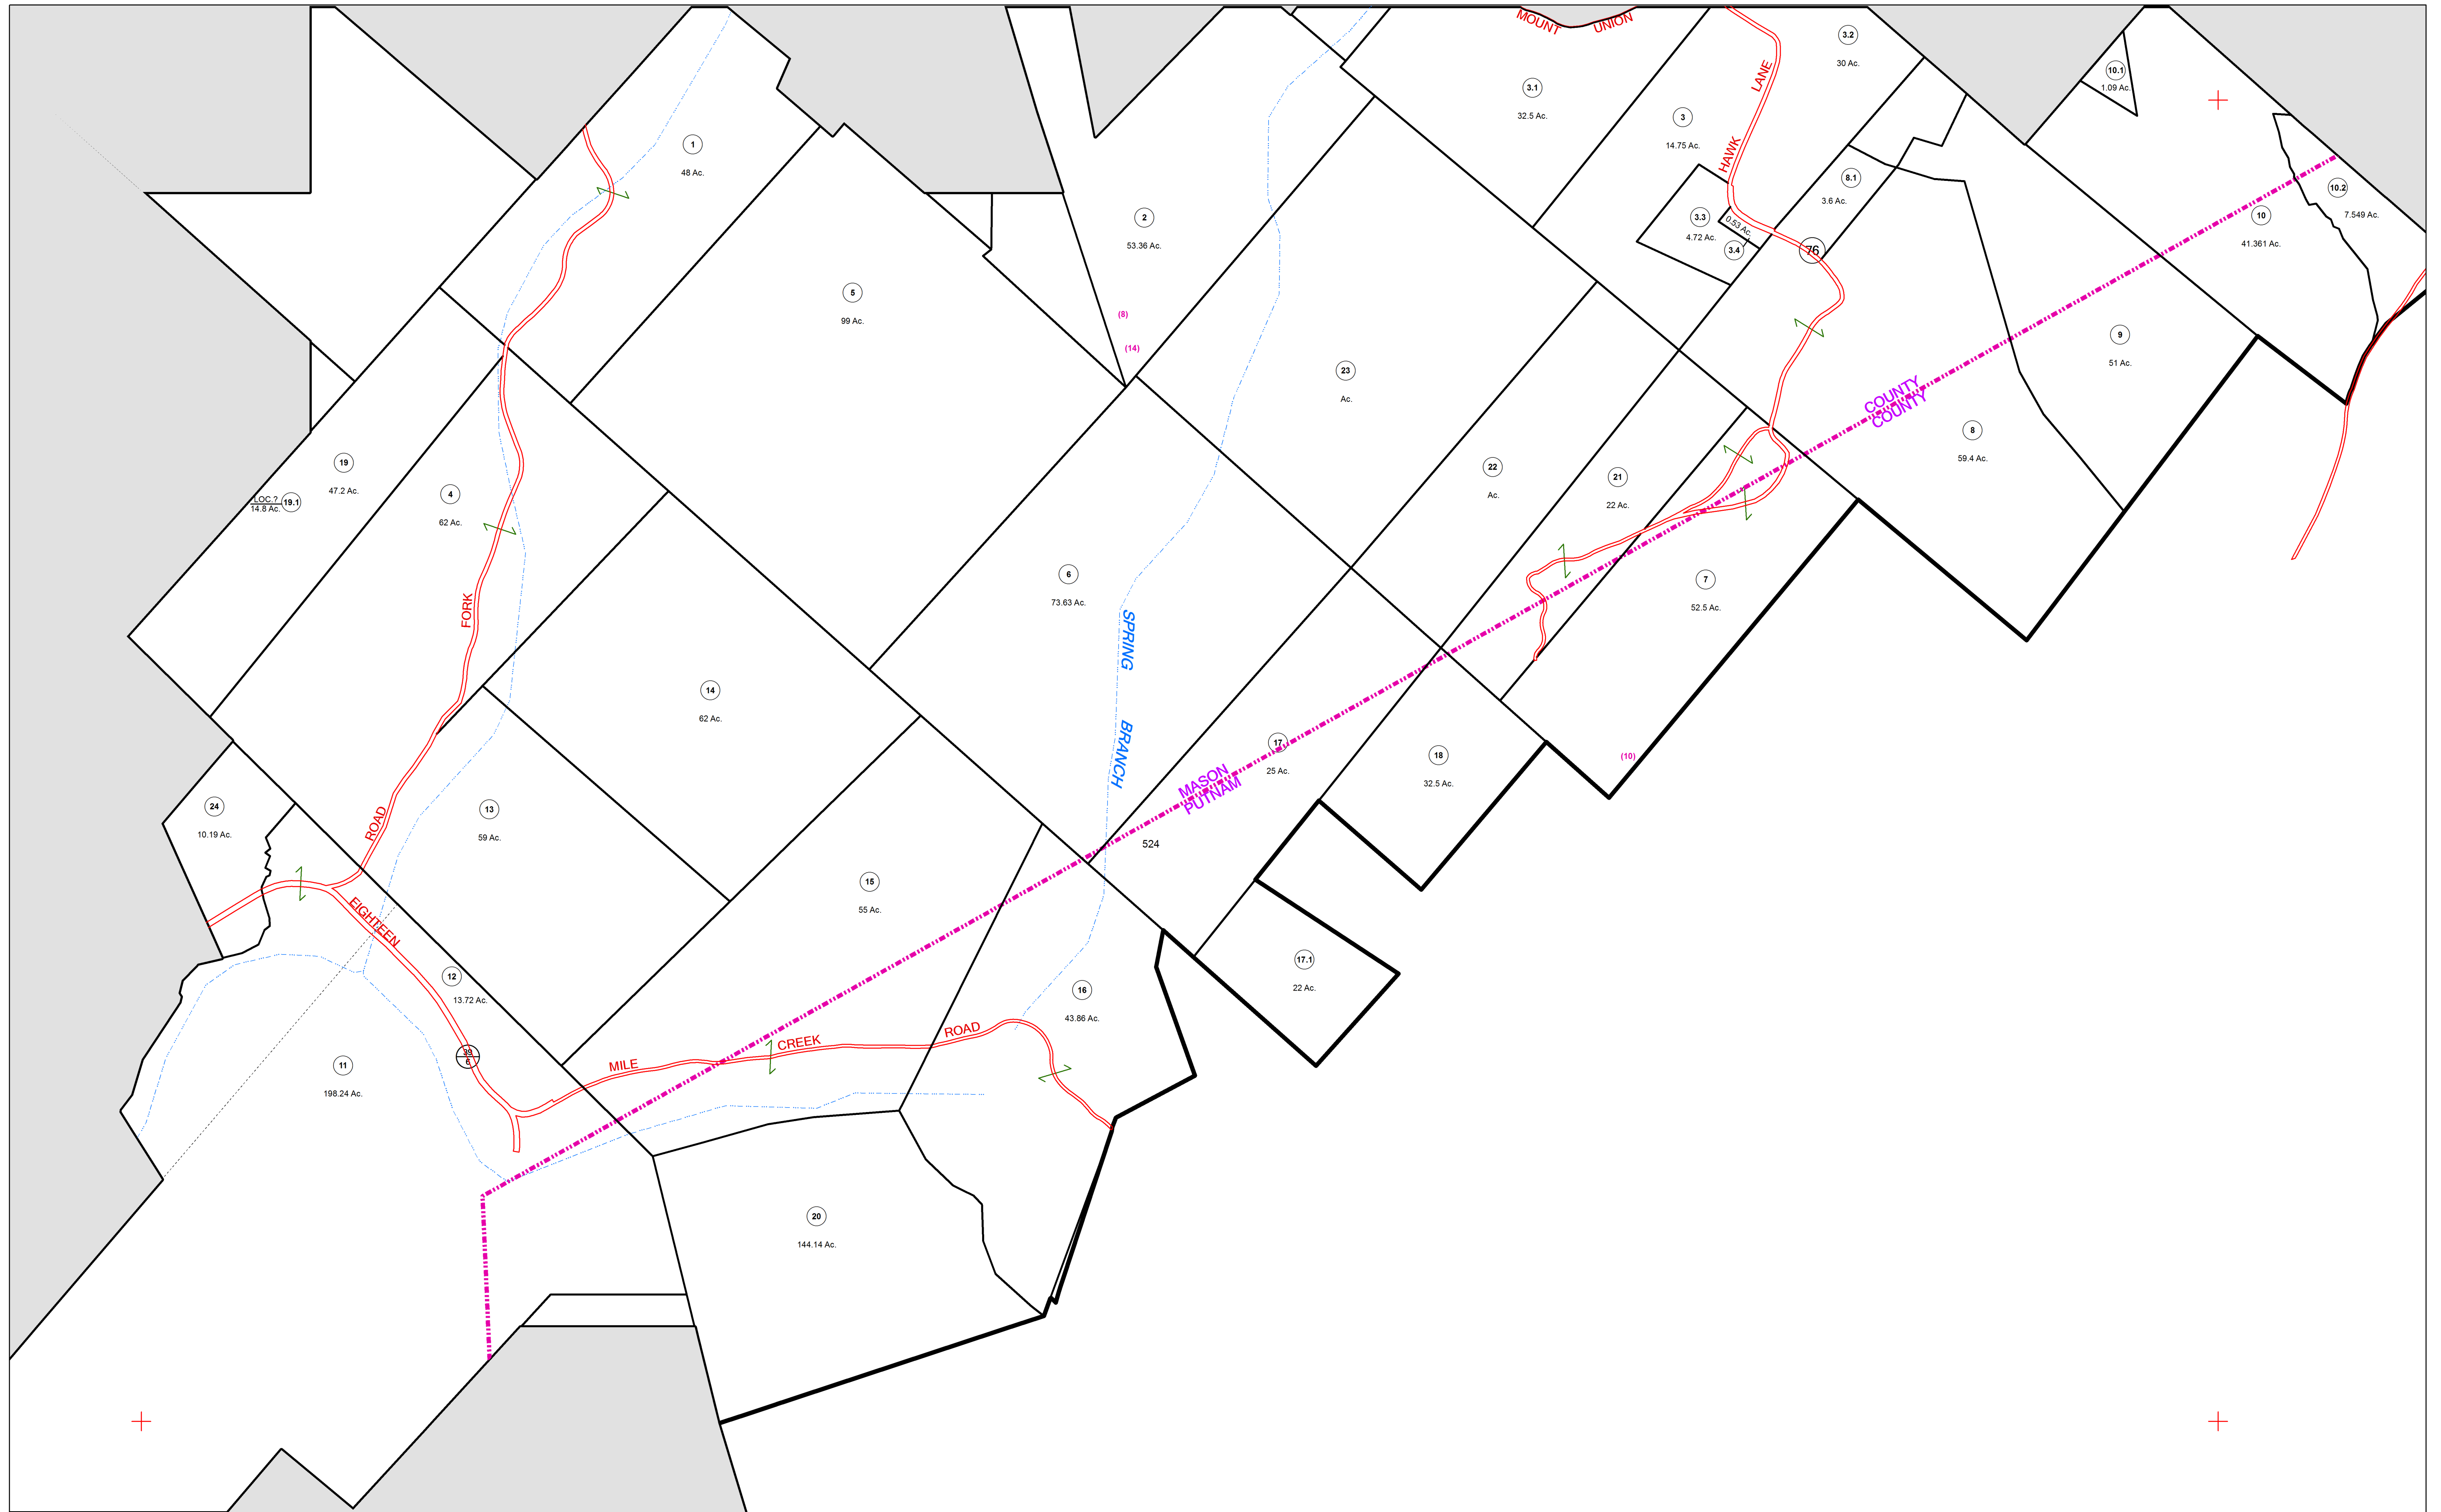 MOUNT UNION
3.2
30 Ac.
10.1
1.09 Ac.
3.1
32.5 Ac.
HAWK LANE
3
14.75 Ac.
1
48 Ac.
8.1
3.6 Ac.
10.2
7.549 Ac.
10
41.361 Ac.
2
53.36 Ac.
3.3
4.72 Ac.
0.53 Ac.
3.4
76
5
99 Ac.
(8)
(14)
9
51 Ac.
23
Ac.
COUNTY
COUNTY
8
59.4 Ac.
19
47.2 Ac.
LOC.?
14.8 Ac.
19.1
4
62 Ac.
22
Ac.
21
22 Ac.
6
73.63 Ac.
7
52.5 Ac.
FORK
ROAD
SPRING
BRANCH
14
62 Ac.
17
25 Ac.
18
32.5 Ac.
(10)
MASON
PUTNAM
24
10.19 Ac.
13
59 Ac.
524
15
55 Ac.
EIGHTEEN
MILE
CREEK
ROAD
12
13.72 Ac.
16
43.86 Ac.
17.1
22 Ac.
39
6
11
198.24 Ac.
20
144.14 Ac.